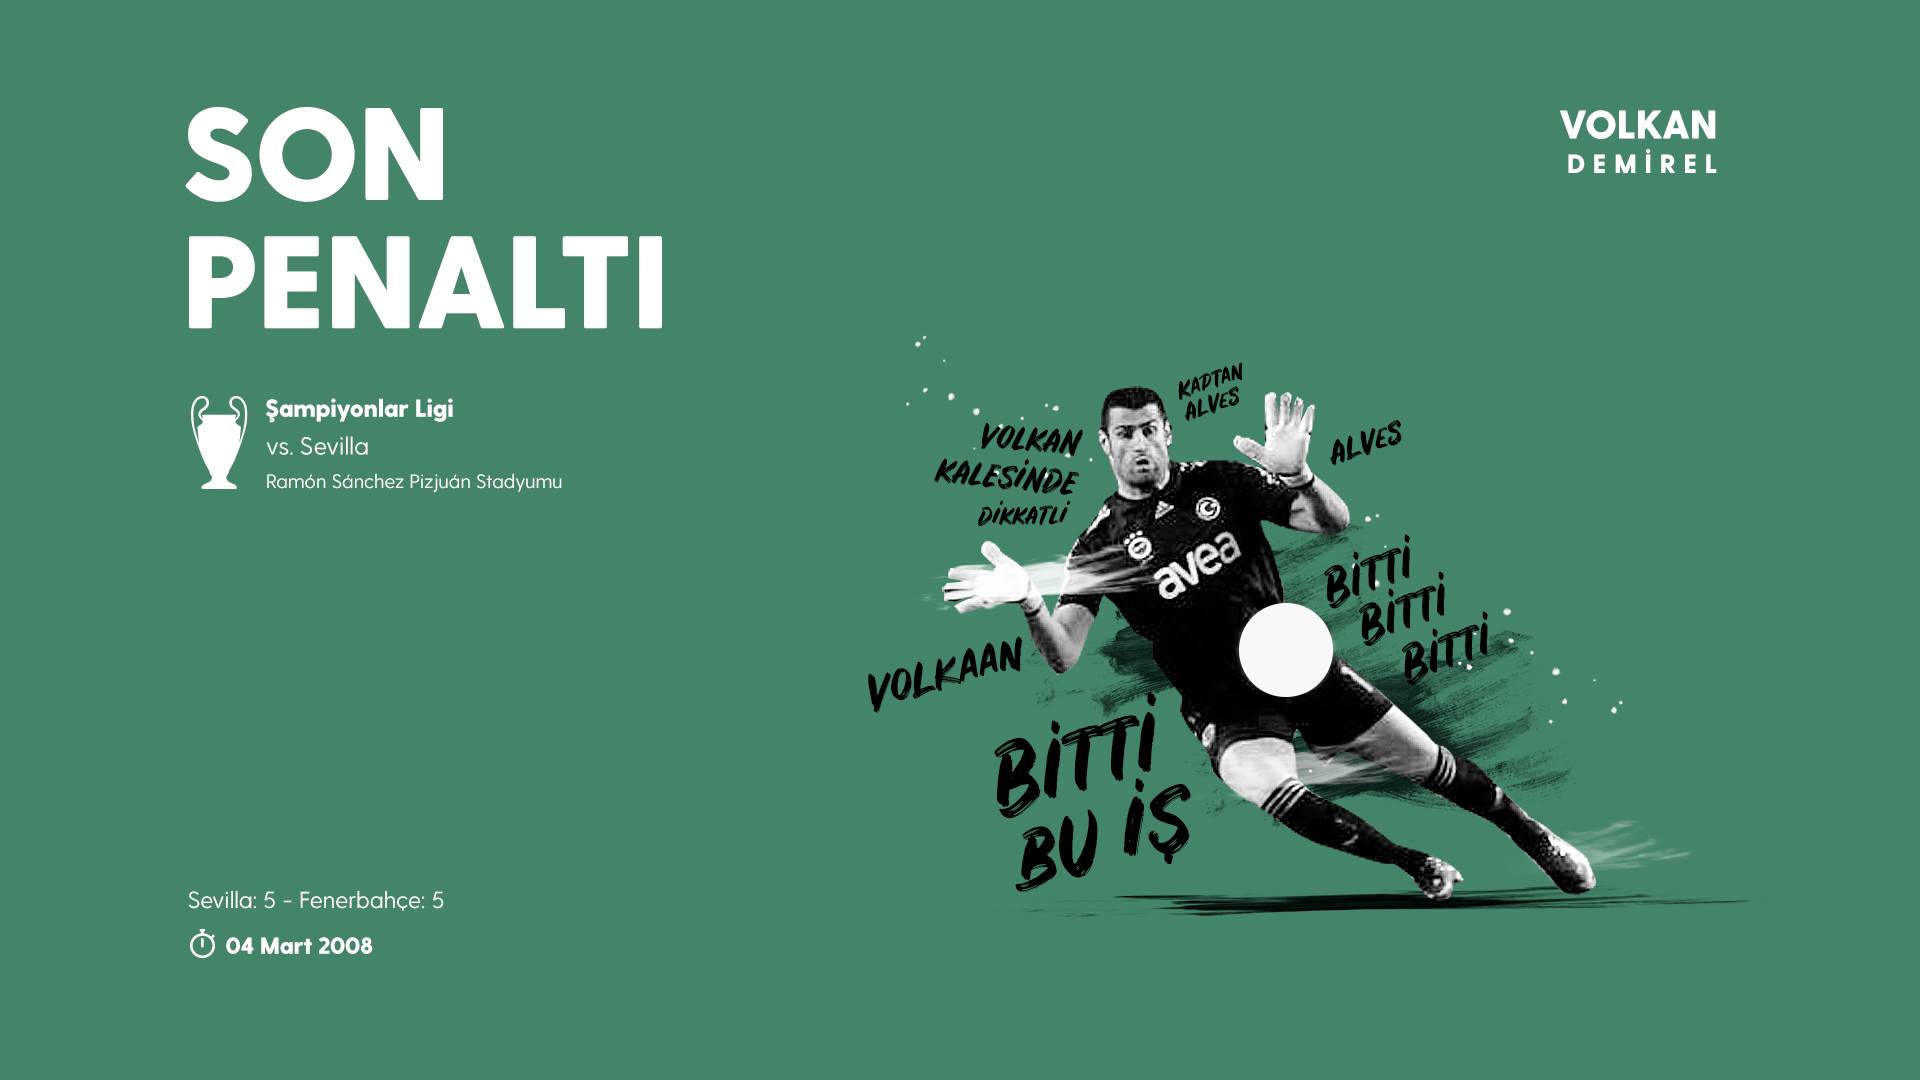 SON
PENALTI
VOLKAN
DEMİREL
Şampiyonlar Ligi
vs. Sevilla
Ramón Sánchez Pizjuán Stadyumu
KAPTAN
ALVES
ALVES
VOLKAN
KALESİNDE
DİKKATLİ
avea
BİTTİ
BİTTİ
BİTTİ
VOLKAAN
BİTTİ
BU İŞ
Sevilla: 5 - Fenerbahçe: 5
04 Mart 2008